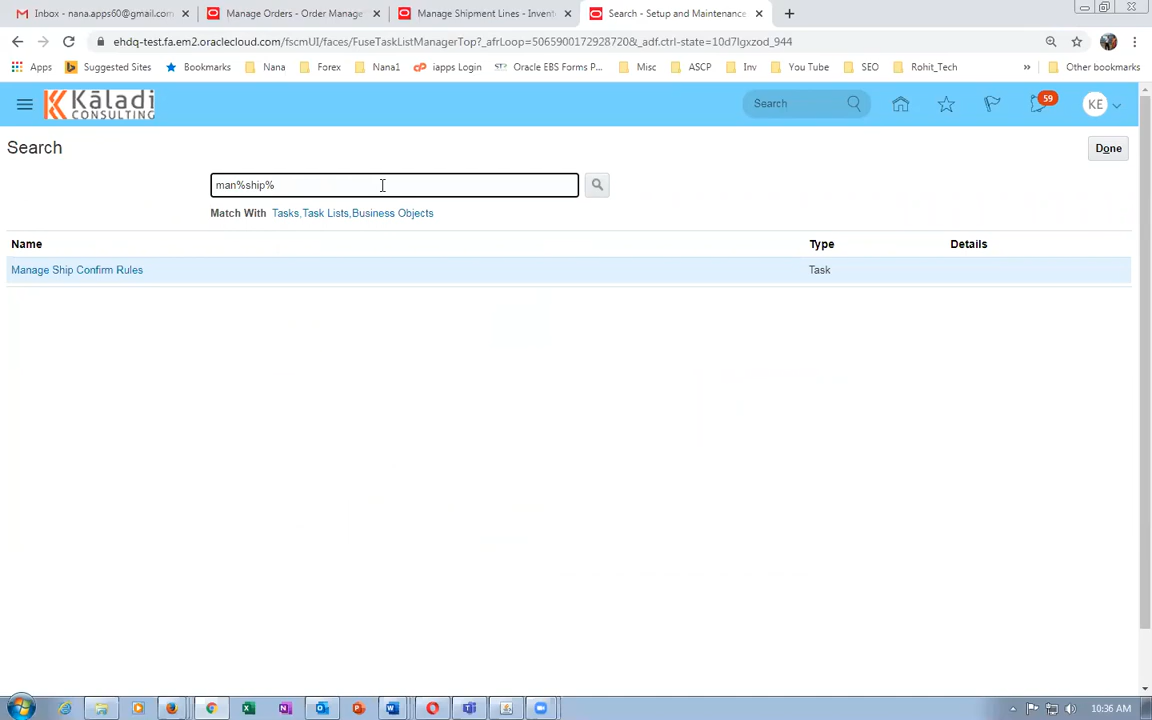 Inbox - nana.apps60@gmail.com
Manage Orders - Order Manage
Manage Shipment Lines - Invent
Search - Setup and Maintenance
ehdq-test.fa.em2.oraclecloud.com/fscmUI/faces/FuseTaskListManagerTop?_afrLoop=5065900172928720&_adf.ctrl-state=10d7lgxzod_944
Apps Suggested Sites Bookmarks Nana Forex Nana1 iapps Login Oracle EBS Forms P... Misc ASCP Inv You Tube SEO Rohit_Tech » Other bookmarks
Kāladi
CONSULTING
Search
59
KE
Search
Done
man%ship%
Match With Tasks,Task Lists,Business Objects
Name Type Details
Manage Ship Confirm Rules Task
10:36 AM